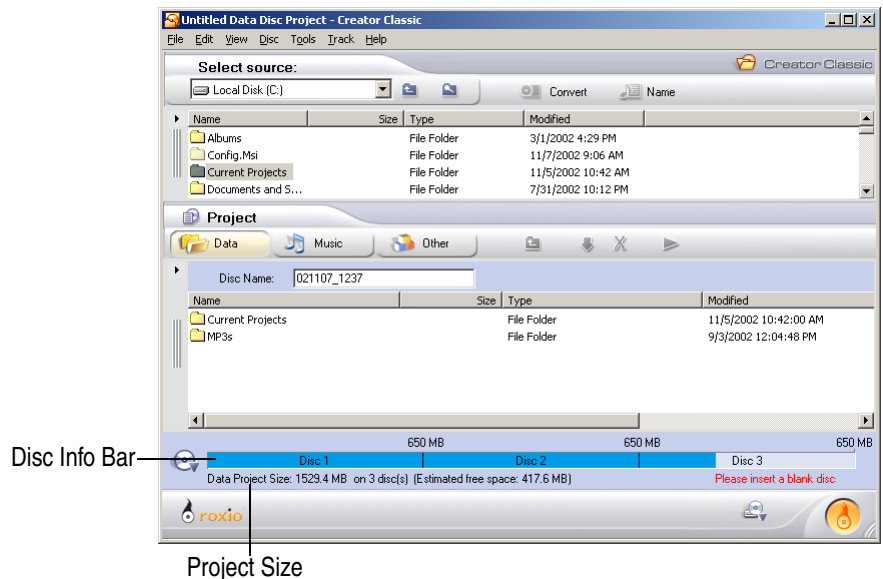 Untitled Data Disc Project - Creator Classic
File Edit View Disc Tools Track Help
Select source:
Creator Classic
Local Disk (C:)
Convert
Name
Name Size Type Modified
Albums File Folder 3/1/2002 4:29 PM
Config.Msi File Folder 11/7/2002 9:06 AM
Current Projects File Folder 11/5/2002 10:42 AM
Documents and S... File Folder 7/31/2002 10:12 PM
Project
Data Music Other
Disc Name: 021107_1237
Name Size Type Modified
Current Projects File Folder 11/5/2002 10:42:00 AM
MP3s File Folder 9/3/2002 12:04:48 PM
650 MB 650 MB 650 MB
Disc Info Bar
Disc 1 Disc 2 Disc 3
Data Project Size: 1529.4 MB on 3 disc(s) (Estimated free space: 417.6 MB) Please insert a blank disc
roxio
Project Size